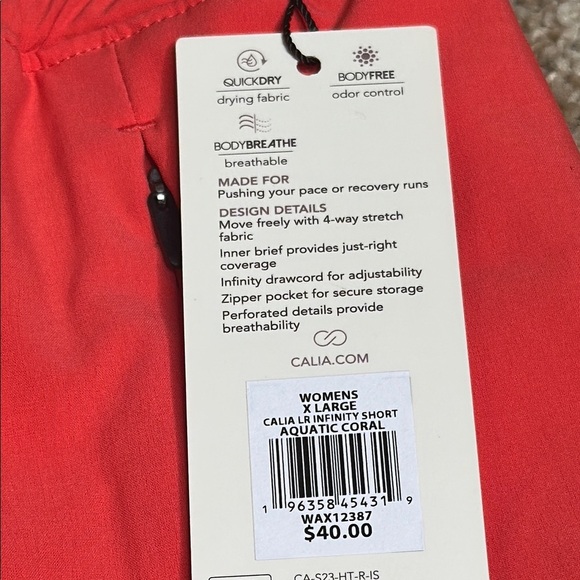 QUICKDRY
drying fabric
BODYFREE
odor control
BODYBREATHE
breathable
MADE FOR
Pushing your pace or recovery runs
DESIGN DETAILS
Move freely with 4-way stretch
fabric
Inner brief provides just-right
coverage
Infinity drawcord for adjustability
Zipper pocket for secure storage
Perforated details provide
breathability
CALIA.COM
WOMENS
X LARGE
CALIA LR INFINITY SHORT
AQUATIC CORAL
1 96358 45431 9
WAX12387
$40.00
CA-S23-HT-R-IS